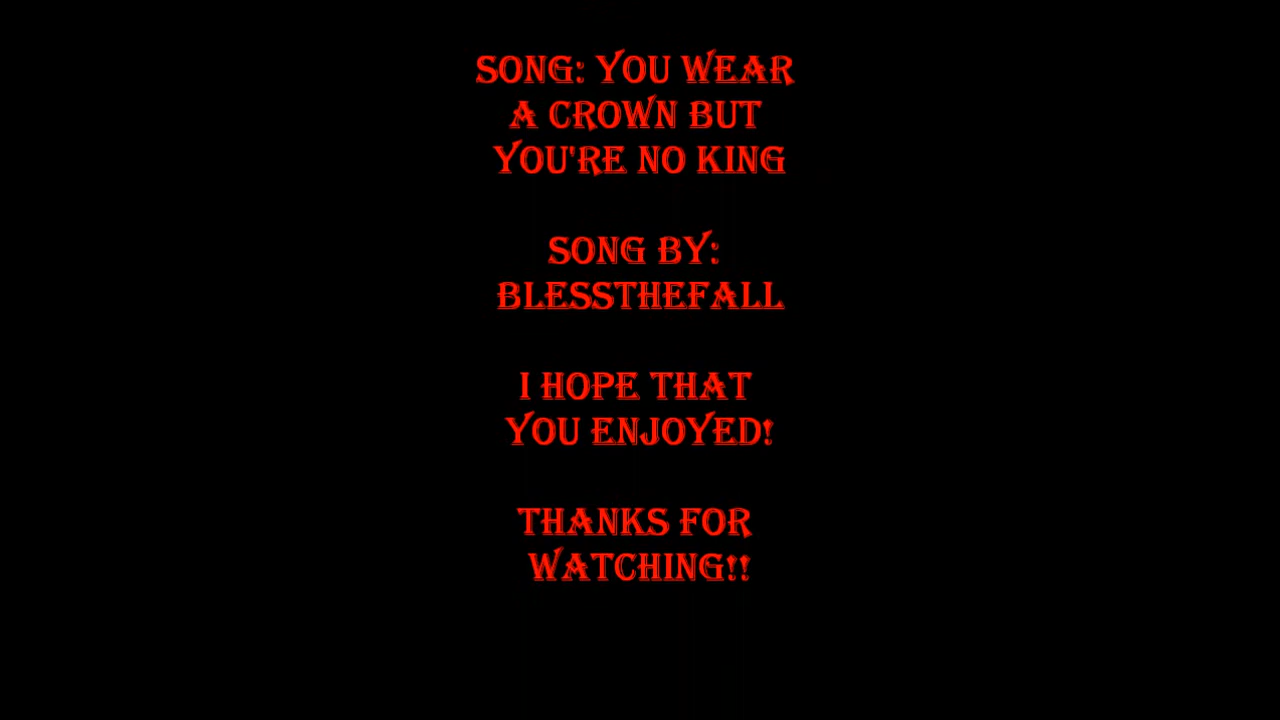 SONG: YOU WEAR
A CROWN BUT
YOU'RE NO KING
SONG BY:
BLESSTHEFALL
I HOPE THAT
YOU ENJOYED!
THANKS FOR
WATCHING!!